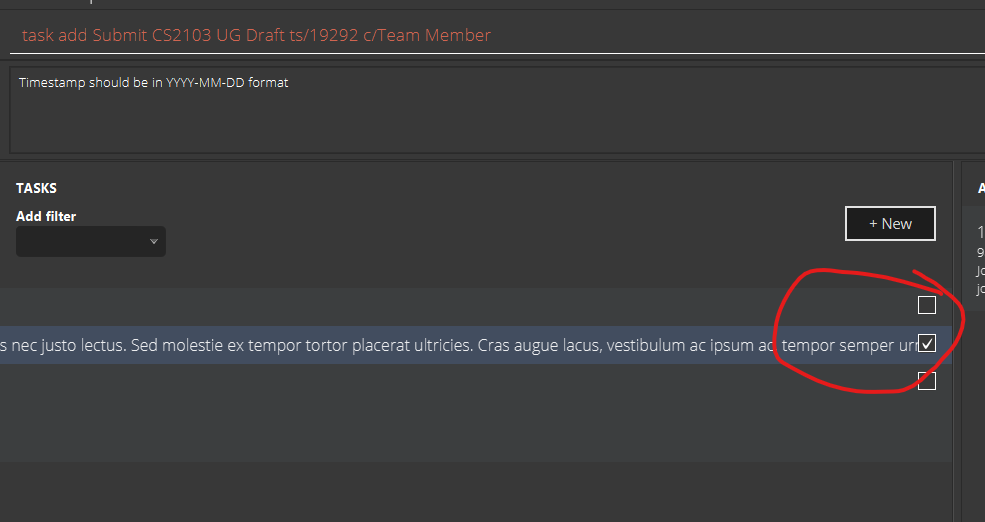 task add Submit CS2103 UG Draft ts/19292 c/Team Member
Timestamp should be in YYYY-MM-DD format
TASKS
Add filter
+ New
s nec justo lectus. Sed molestie ex tempor tortor placerat ultricies. Cras augue lacus, vestibulum ac ipsum ac, tempor semper ur
A
1
9
Jo
jo